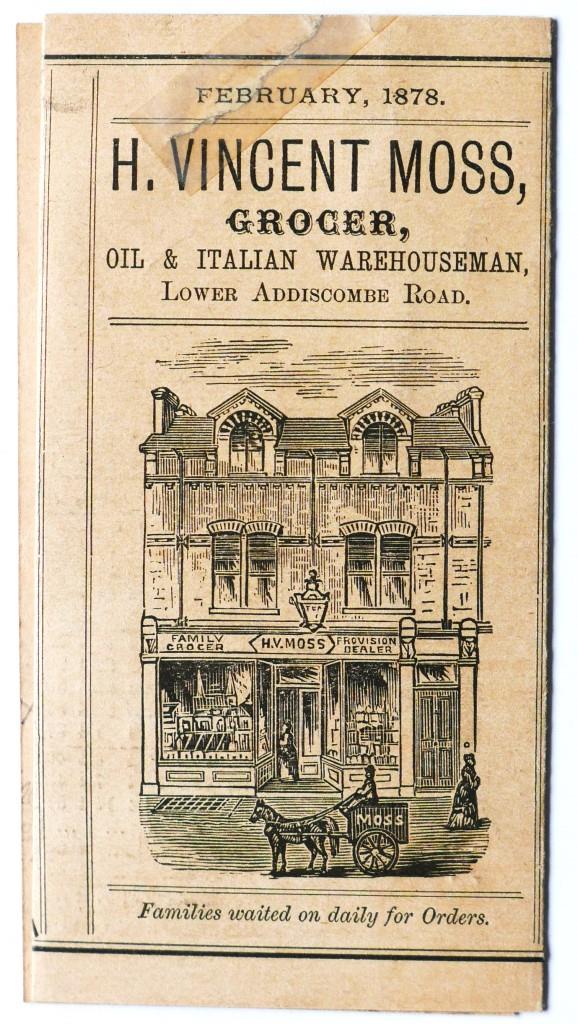 FEBRUARY, 1878.
H. VINCENT MOSS,
GROCER,
OIL & ITALIAN WAREHOUSEMAN,
LOWER ADDISCOMBE ROAD.
TEA
FAMILY GROCER
H.V.MOSS
PROVISION DEALER
MOSS
Families waited on daily for Orders.